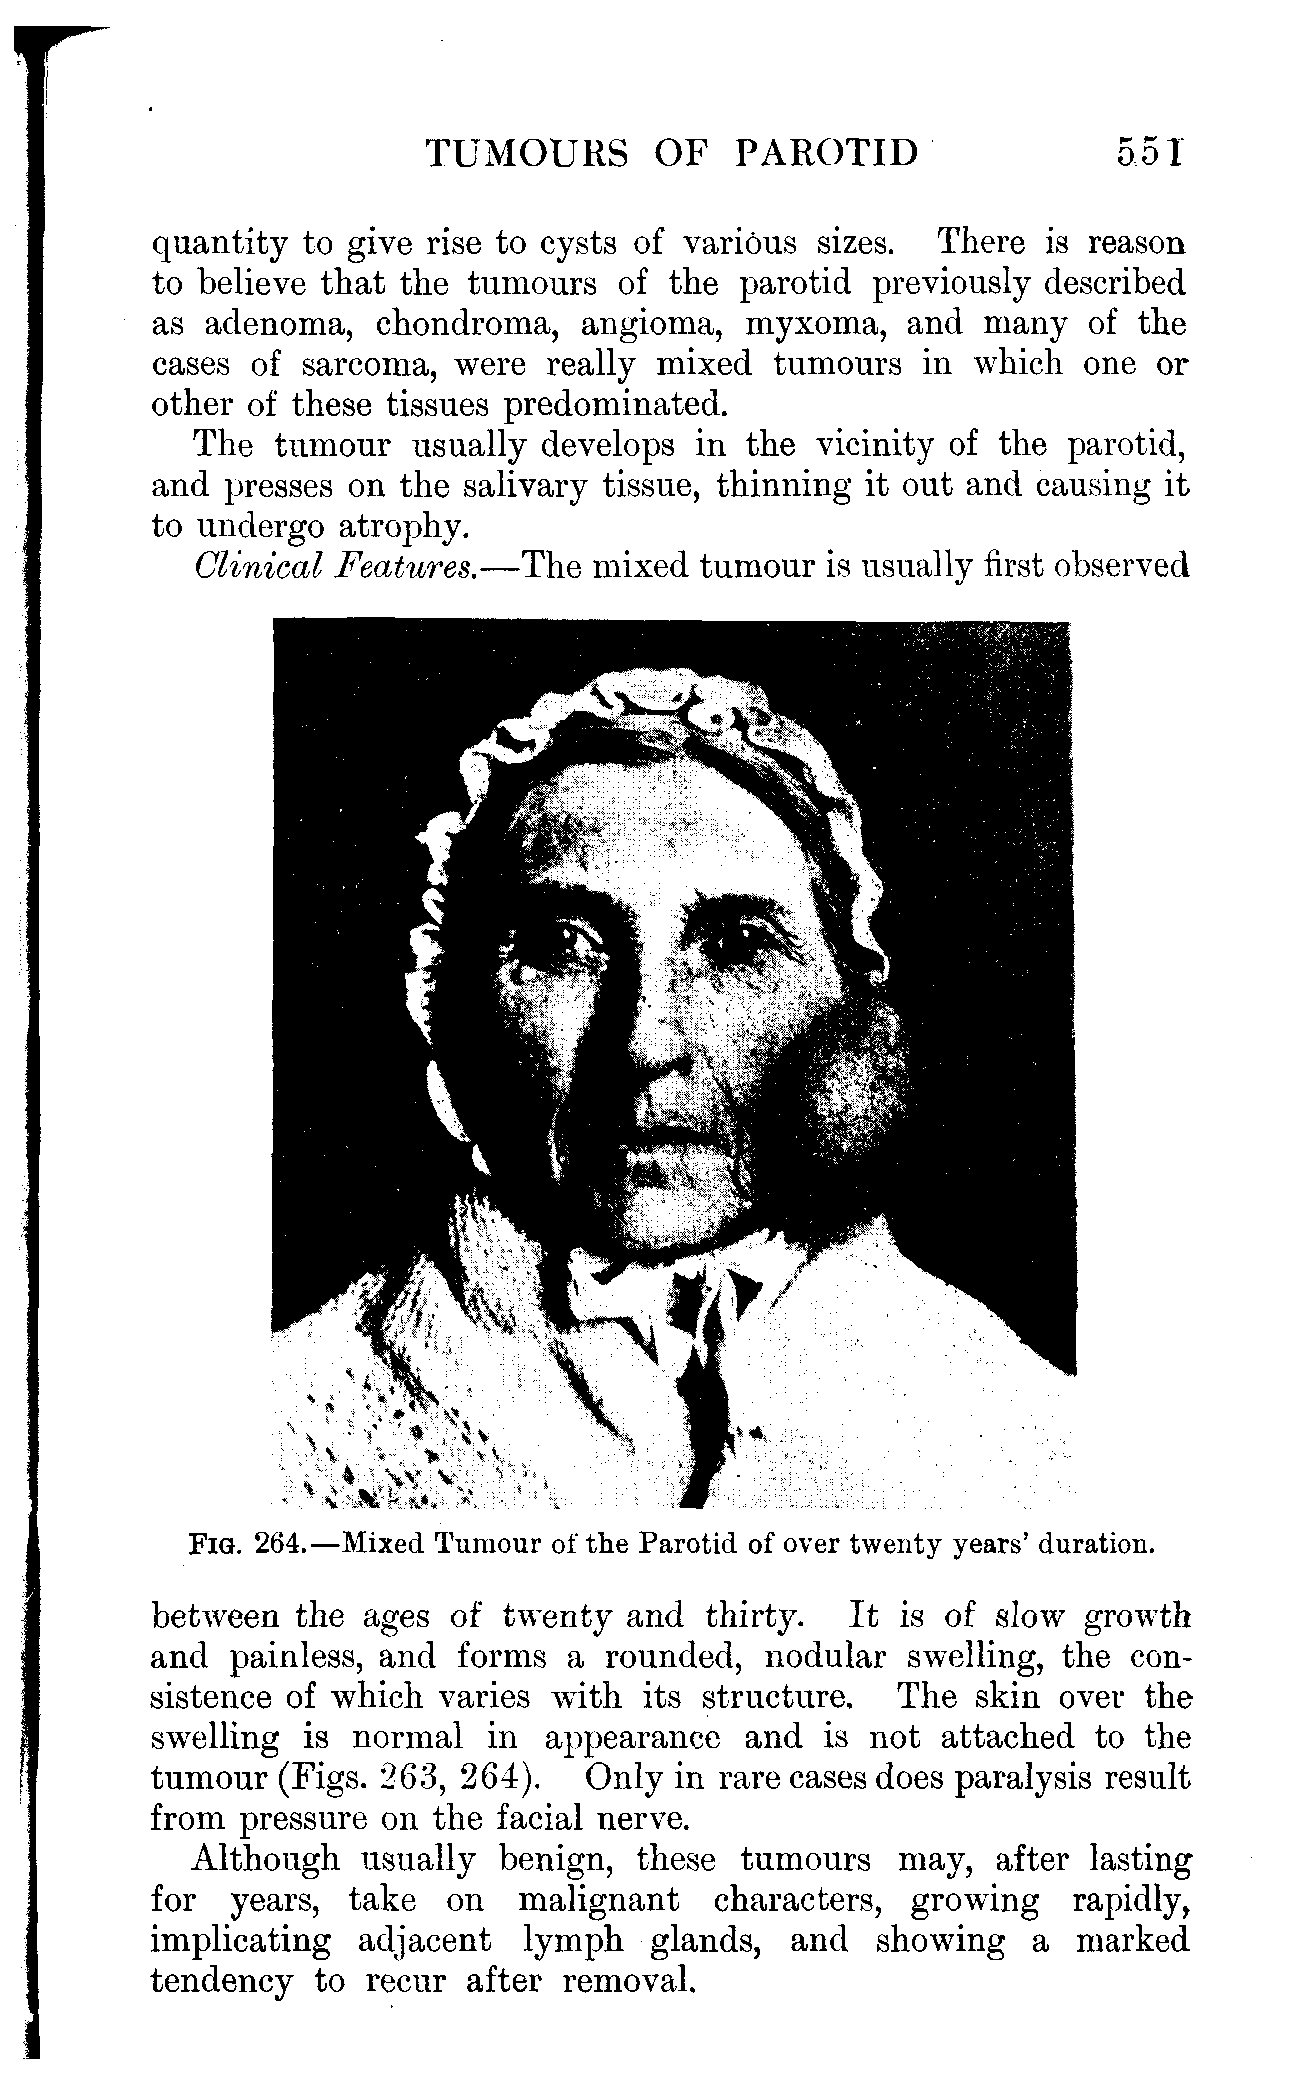 TUMOURS OF PAROTID 551
quantity to give rise to cysts of various sizes. There is reason
to believe that the tumours of the parotid previously described
as adenoma, chondroma, angioma, myxoma, and many of the
cases of sarcoma, were really mixed tumours in which one or
other of these tissues predominated.
The tumour usually develops in the vicinity of the parotid,
and presses on the salivary tissue, thinning it out and causing it
to undergo atrophy.
Clinical Features.—The mixed tumour is usually first observed
FIG. 264.—Mixed Tumour of the Parotid of over twenty years' duration.
between the ages of twenty and thirty. It is of slow growth
and painless, and forms a rounded, nodular swelling, the con-
sistence of which varies with its structure. The skin over the
swelling is normal in appearance and is not attached to the
tumour (Figs. 263, 264). Only in rare cases does paralysis result
from pressure on the facial nerve.
Although usually benign, these tumours may, after lasting
for years, take on malignant characters, growing rapidly,
implicating adjacent lymph glands, and showing a marked
tendency to recur after removal.